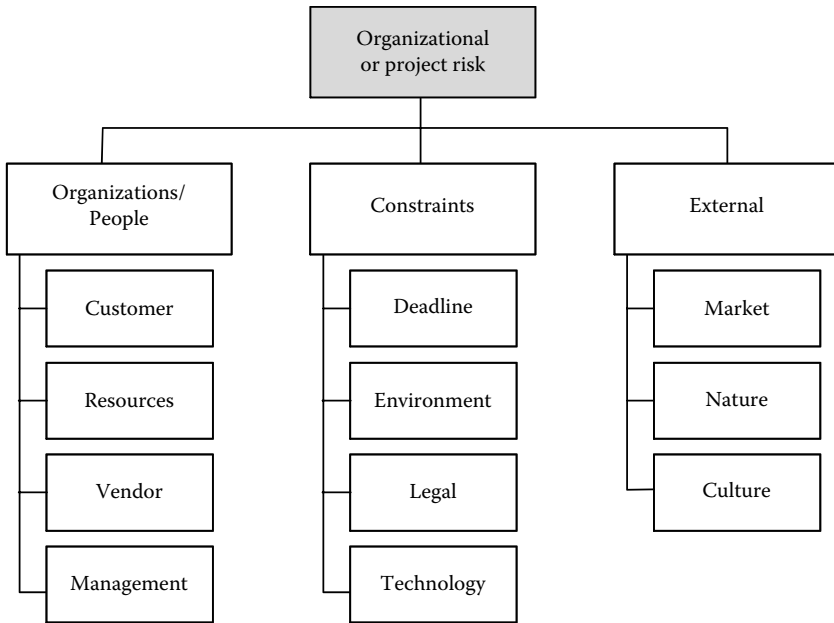 Organizational
or project risk
Organizations/
People
Constraints
External
Customer
Deadline
Market
Resources
Environment
Nature
Vendor
Legal
Culture
Management
Technology